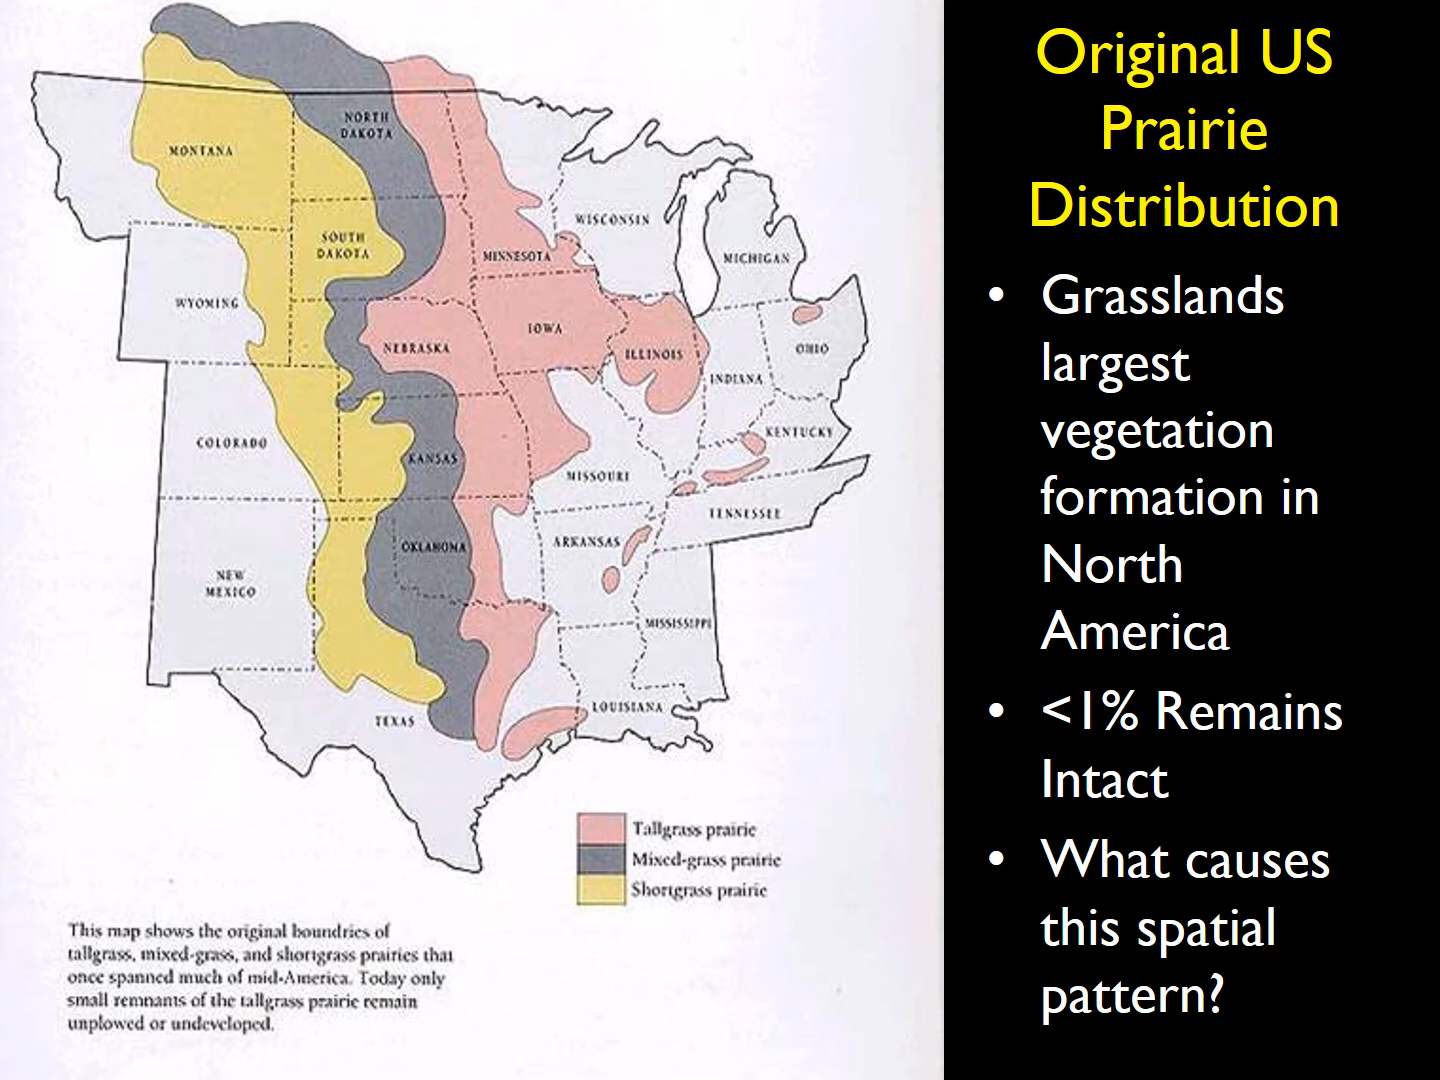 Original US
Prairie
Distribution
• Grasslands
largest
vegetation
formation in
North
America
• <1% Remains
Intact
• What causes
this spatial
pattern?
NORTH
DAKOTA
MONTANA
WISCONSIN
SOUTH
DAKOTA
MINNESOTA
MICHIGAN
WYOMING
IOWA
NEBRASKA
ILLINOIS
OHIO
INDIANA
COLORADO
KANSAS
KENTUCKY
MISSOURI
TENNESSEE
OKLAHOMA
ARKANSAS
NEW
MEXICO
MISSISSIPPI
TEXAS
LOUISIANA
Tallgrass prairie
Mixed-grass prairie
Shortgrass prairie
This map shows the original boundries of
tallgrass, mixed-grass, and shortgrass prairies that
once spanned much of mid-America. Today only
small remnants of the tallgrass prairie remain
unplowed or undeveloped.